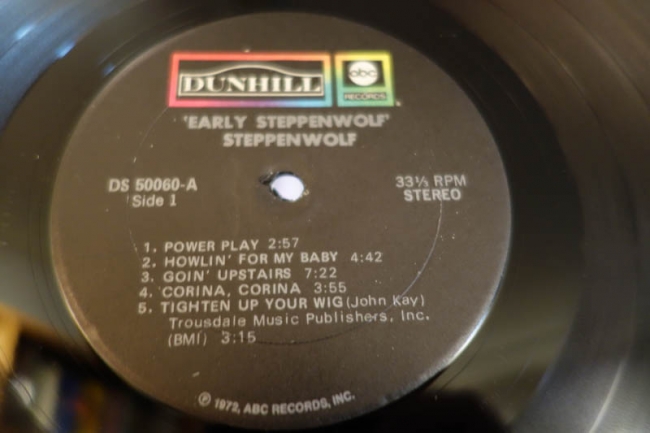 DUNHILL
abc
RECORDS
'EARLY STEPPENWOLF'
STEPPENWOLF
DS 50060-A
Side 1
33⅓ RPM
STEREO
1. POWER PLAY 2:57
2. HOWLIN' FOR MY BABY 4:42
3. GOIN' UPSTAIRS 7:22
4. CORINA, CORINA 3:55
5. TIGHTEN UP YOUR WIG (John Kay)
Trousdale Music Publishers, Inc.
(BMI) 3:15
Ⓟ 1972, ABC RECORDS, INC.